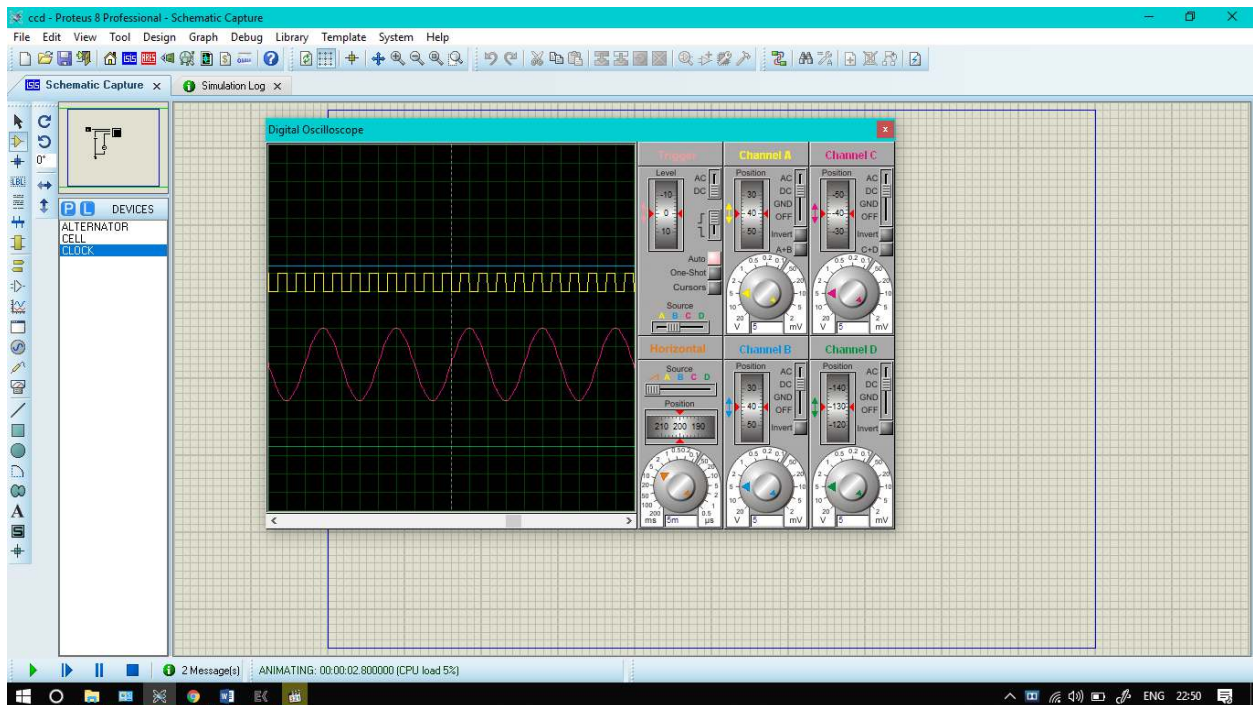 ccd - Proteus 8 Professional - Schematic Capture
File Edit View Tool Design Graph Debug Library Template System Help
Schematic Capture
Simulation Log
0°
LBL
P L DEVICES
ALTERNATOR
CELL
CLOCK
Digital Oscilloscope
Trigger
Level
-10
0
10
AC
DC
Auto
One-Shot
Cursors
Source
A B C D
Channel A
Position
30
40
50
AC
DC
GND
OFF
Invert
A+B
V 5 mV
Channel C
Position
-50
-40
-30
AC
DC
GND
OFF
Invert
C+D
V 5 mV
Horizontal
Source
A B C D
Position
210 200 190
ms 5m µs
Channel B
Position
30
40
50
AC
DC
GND
OFF
Invert
V 5 mV
Channel D
Position
-140
-130
-120
AC
DC
GND
OFF
Invert
V 5 mV
2 Message(s) ANIMATING: 00:00:02.800000 (CPU load 5%)
ENG 22:50